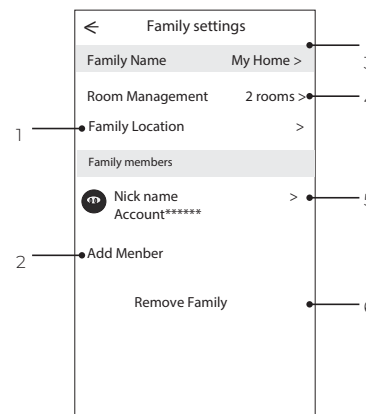 Family settings
Family Name My Home >
Room Management 2 rooms >
1
Family Location >
Family members
Nick name >
Account******
2
Add Menber
Remove Family